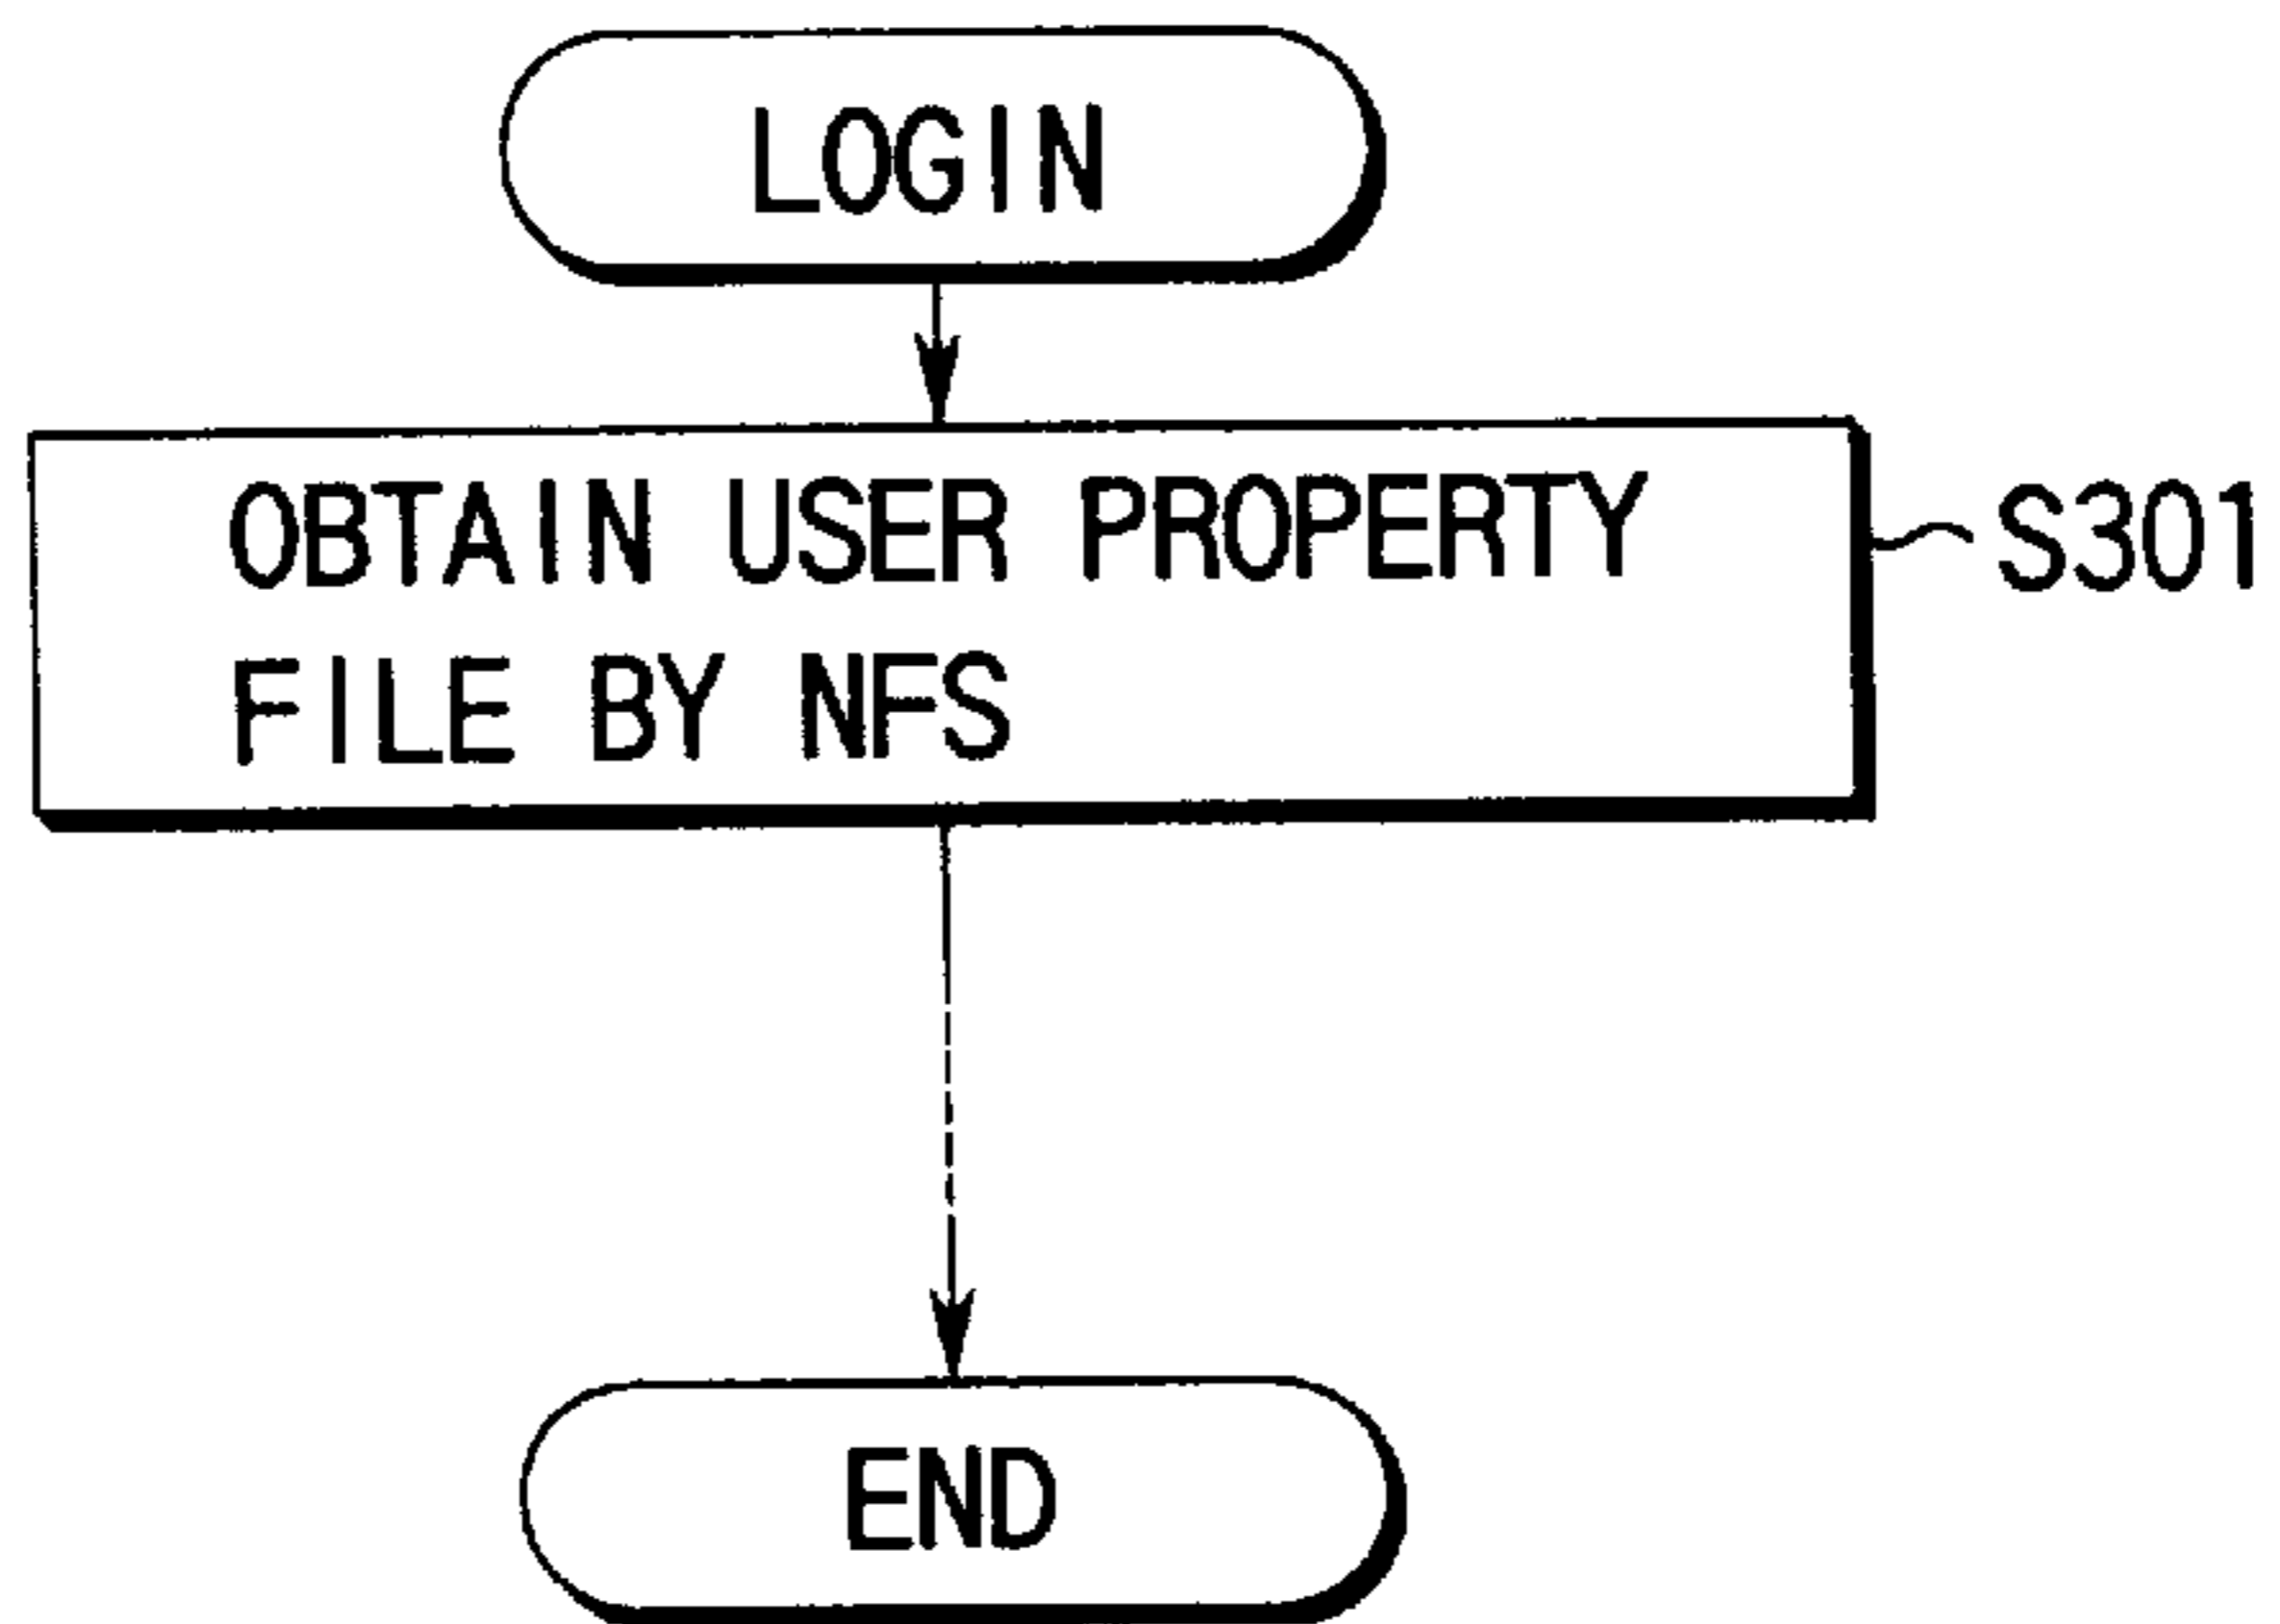 LOGIN
OBTAIN USER PROPERTY
FILE BY NFS
S301
END